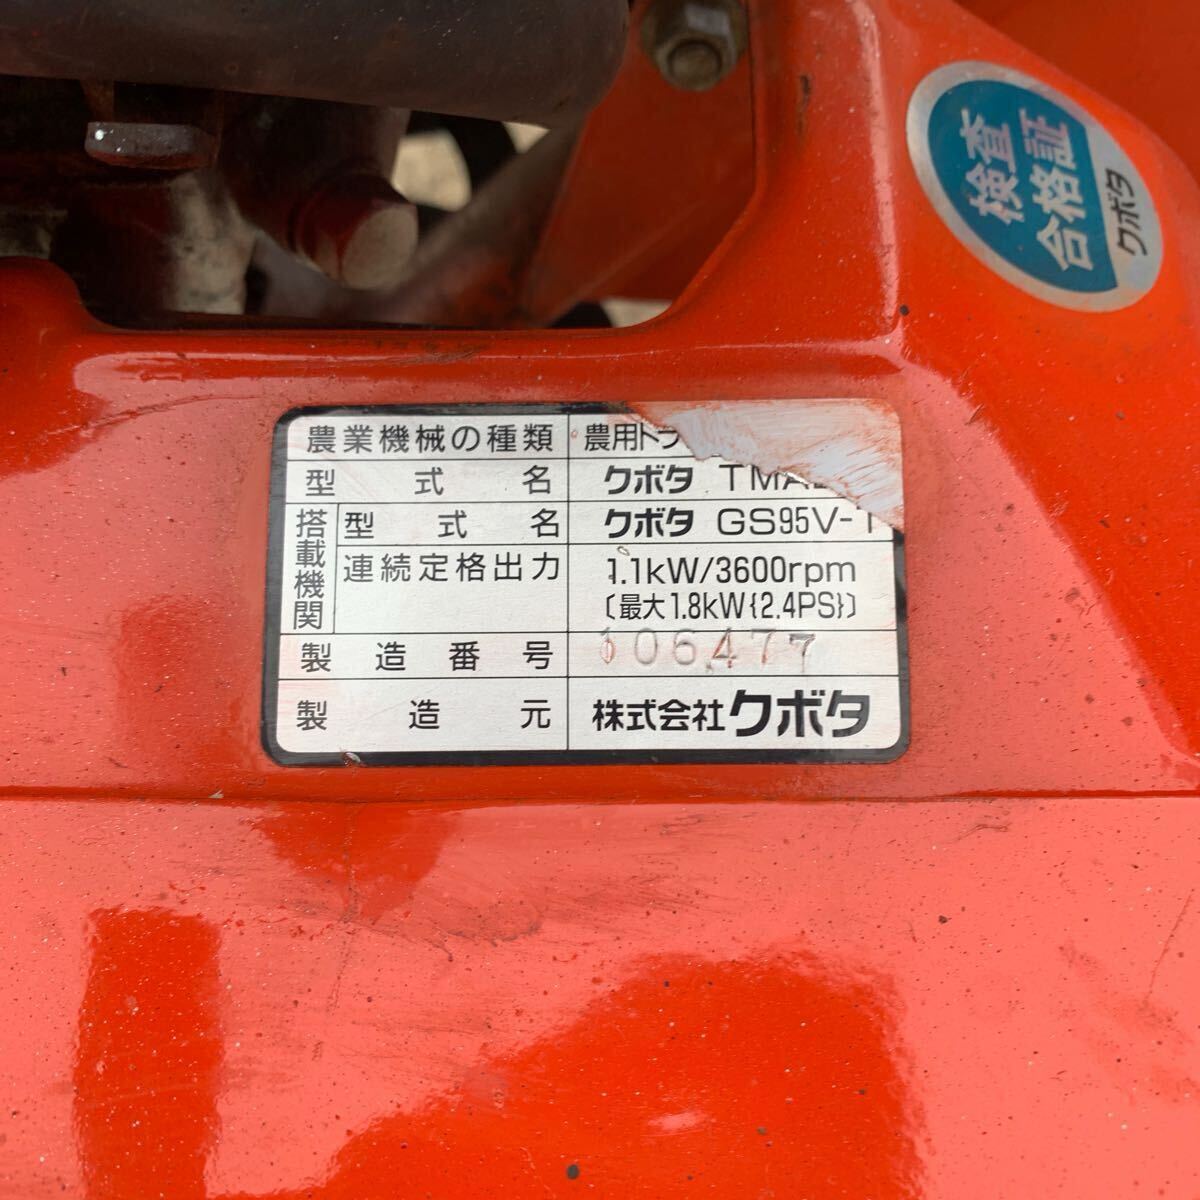 検査
合格証
クボタ
農業機械の種類 農用トラ
型式名 クボタ TMA
搭載機関 型式名 クボタ GS95V-1
連続定格出力 1.1kW/3600rpm
〔最大1.8kW{2.4PS}〕
製造番号 106477
製造元 株式会社クボタ